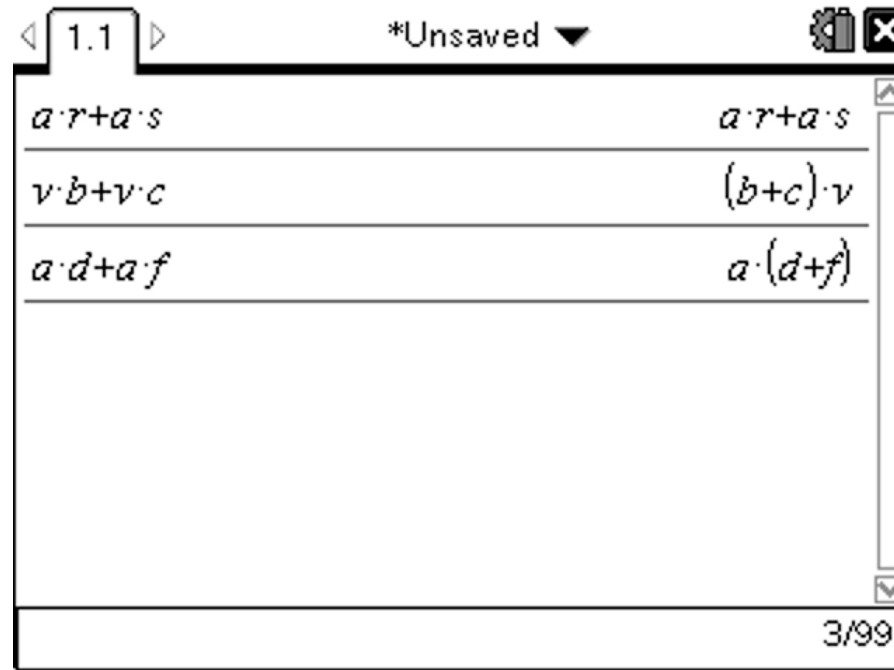 1.1 *Unsaved
a·r+a·s a·r+a·s
v·b+v·c (b+c)·v
a·d+a·f a·(d+f)
3/99